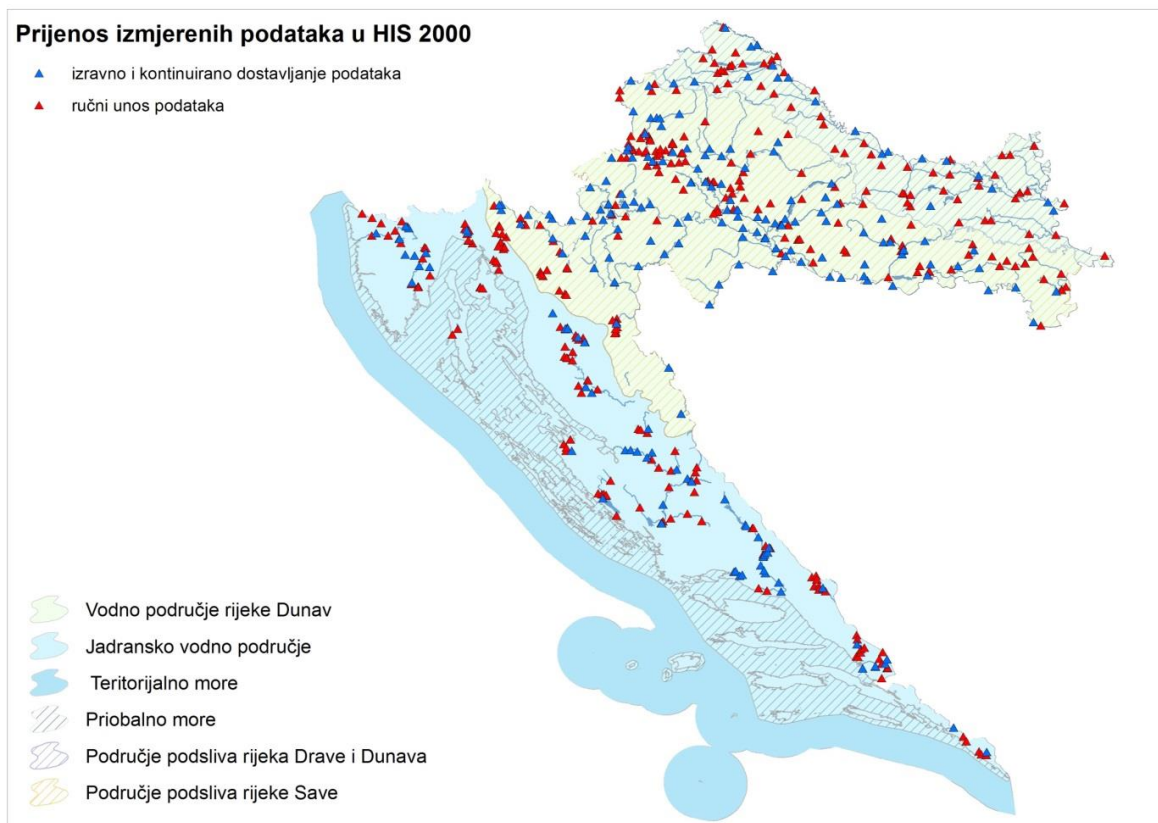 Prijenos izmjerenih podataka u HIS 2000
izravno i kontinuirano dostavljanje podataka
ručni unos podataka
Vodno područje rijeke Dunav
Jadransko vodno područje
Teritorijalno more
Priobalno more
Područje podsliva rijeka Drave i Dunava
Područje podsliva rijeke Save